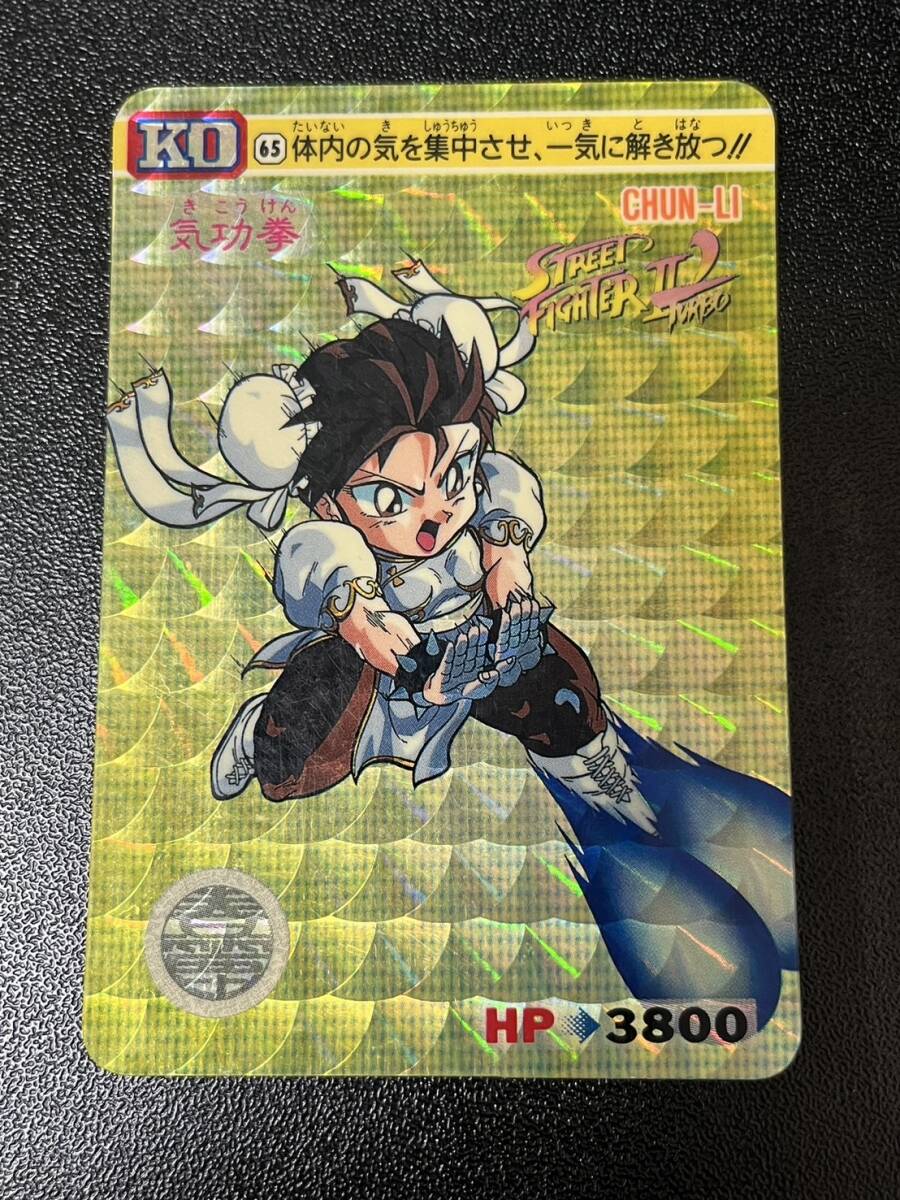 KO
65 体内の気を集中させ、一気に解き放つ!!
たいない き しゅうちゅう いっき と はな
きこうけん
気功拳
CHUN-LI
STREET
FIGHTER II 2
TURBO
HP 3800